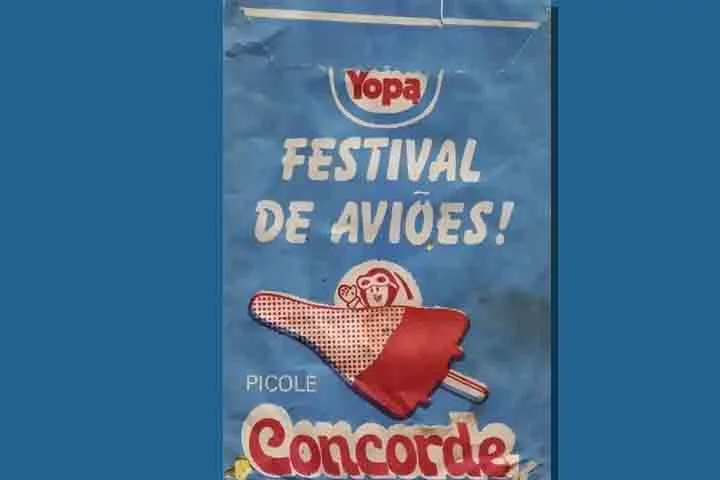 Yopa
FESTIVAL
DE AVIÕES!
PICOLE
Concorde